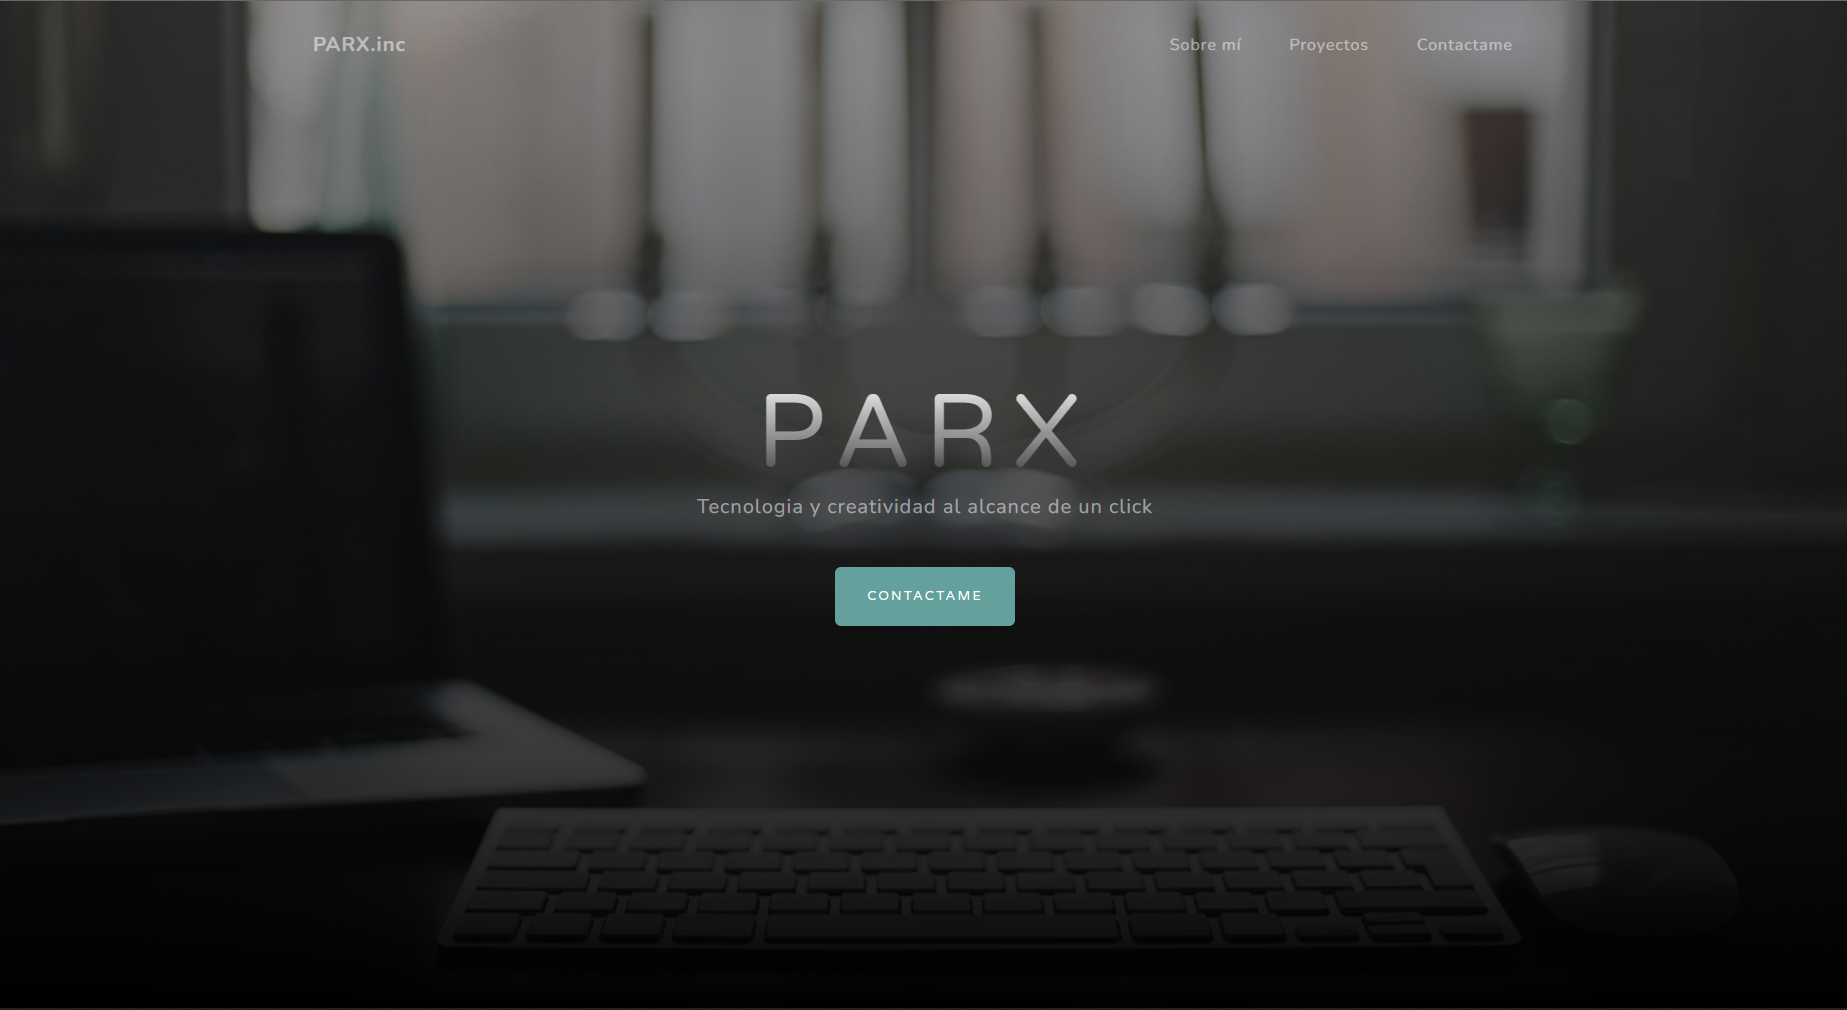 PARX.inc
Sobre mí Proyectos Contactame
PARX
Tecnologia y creatividad al alcance de un click
CONTACTAME